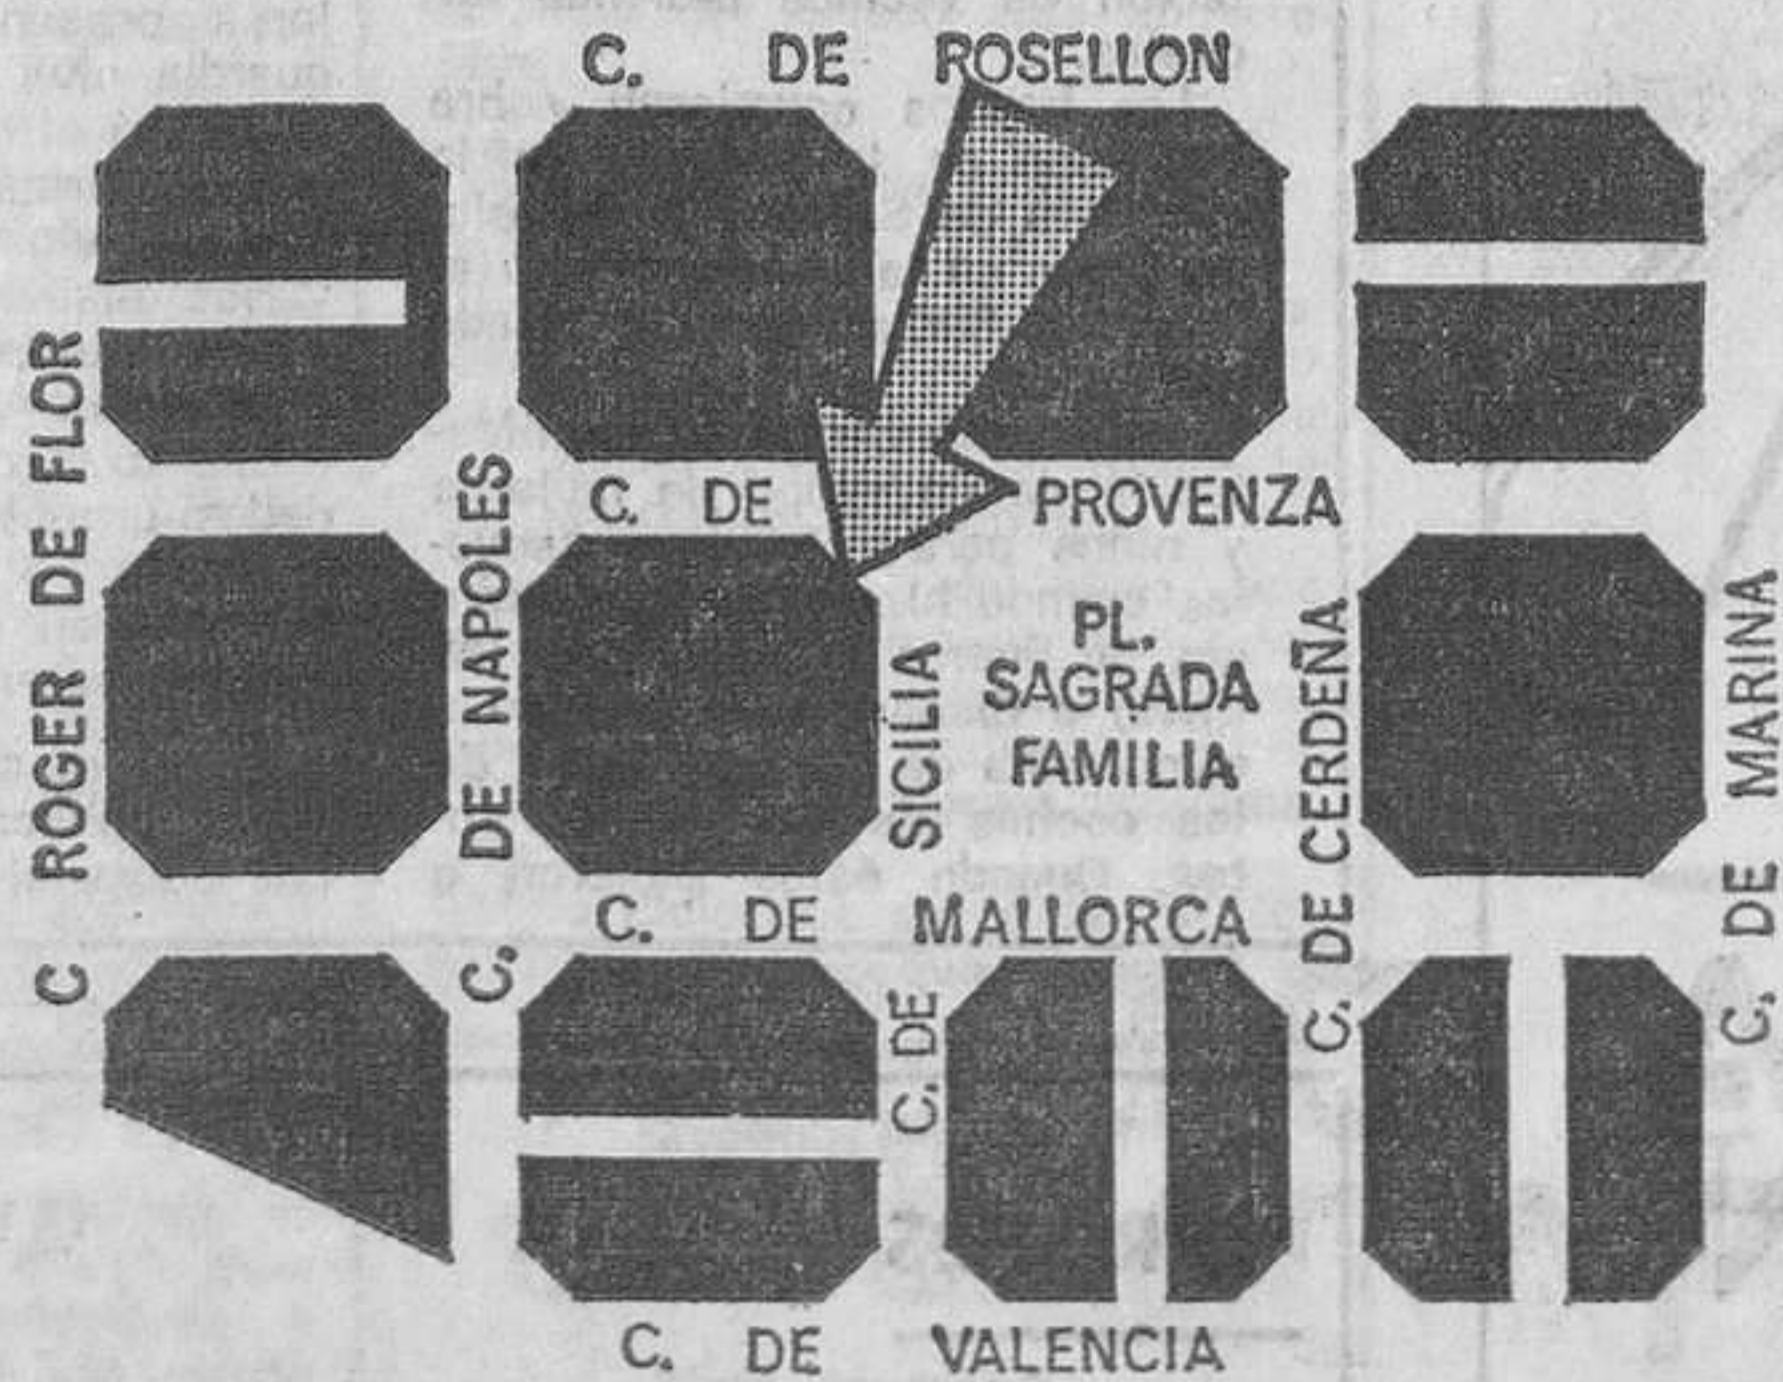 C. DE ROSELLON
C. DE PROVENZA
C. DE MALLORCA
C. DE VALENCIA
C ROGER DE FLOR
C. DE NAPOLES
C. DE SICILIA
PL.
SAGRADA
FAMILIA
C. DE CERDEÑA
C. DE MARINA